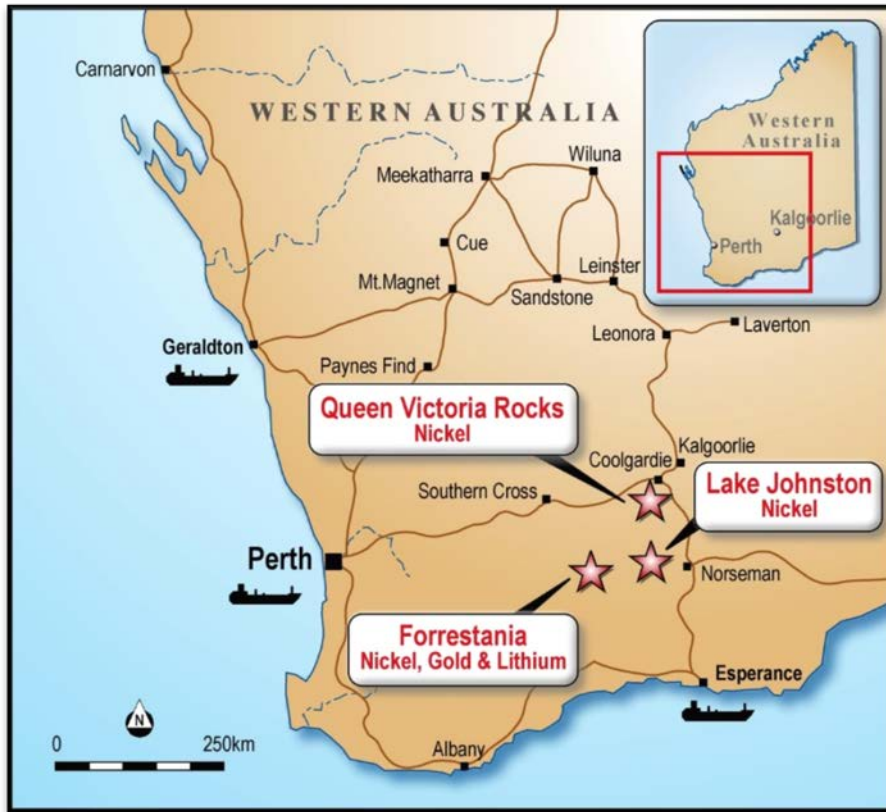 Carnarvon
WESTERN AUSTRALIA
Western
Australia
Kalgoorlie
Perth
Wiluna
Meekatharra
Cue
Leinster
Mt.Magnet
Sandstone
Laverton
Leonora
Geraldton
Paynes Find
Queen Victoria Rocks
Nickel
Kalgoorlie
Coolgardie
Lake Johnston
Nickel
Southern Cross
Perth
Norseman
Forrestania
Nickel, Gold & Lithium
Esperance
N
0 250km
Albany